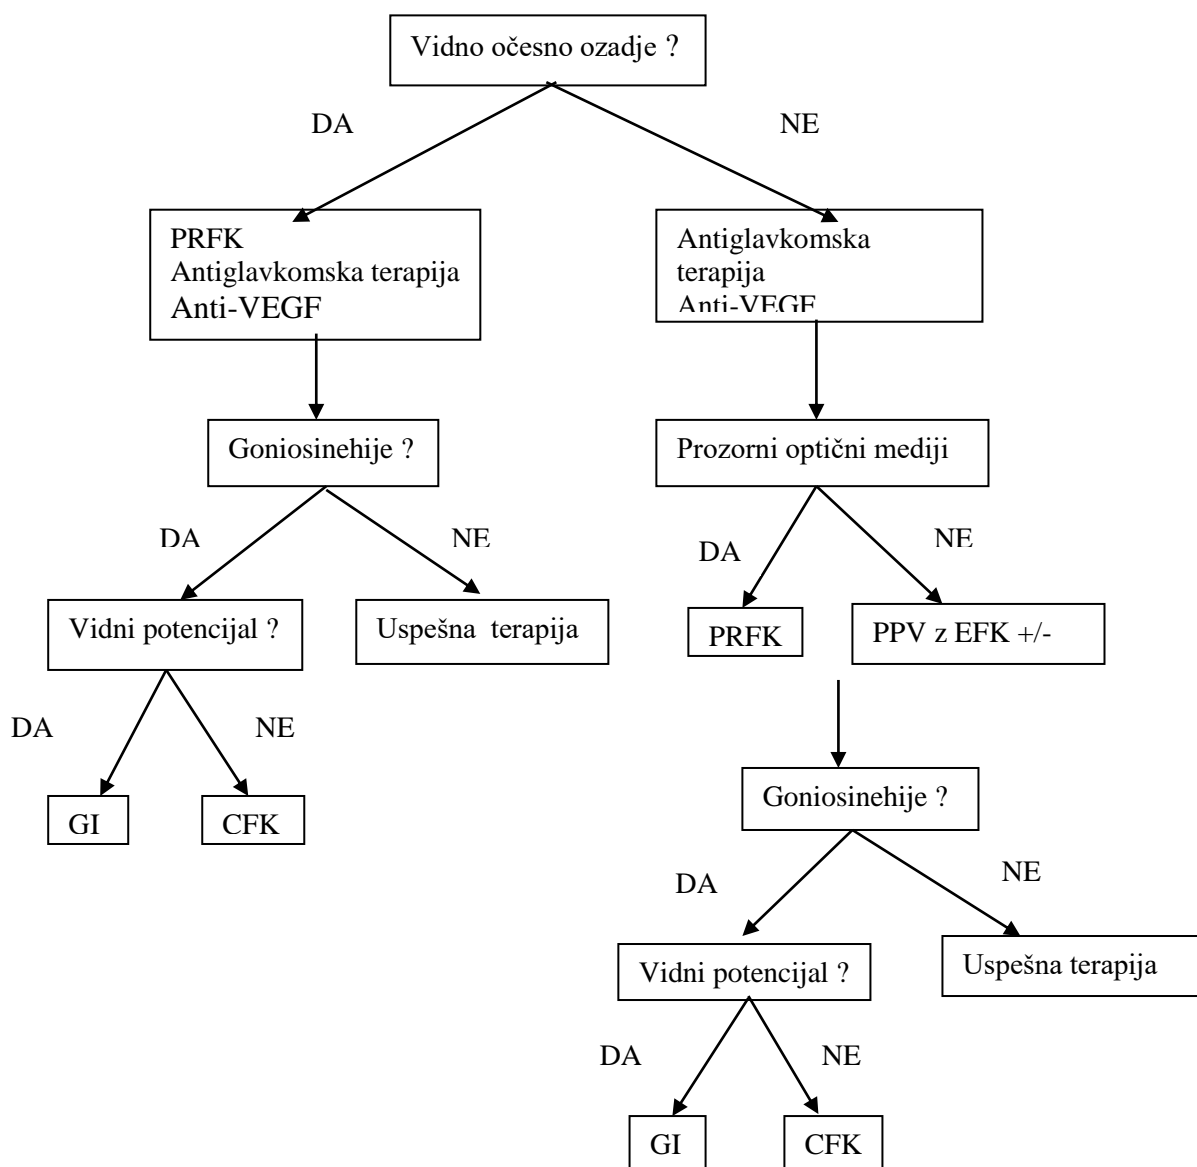 Vidno očesno ozadje ?
DA
NE
PRFK
Antiglavkomska terapija
Anti-VEGF
Antiglavkomska
terapija
Anti-VEGF
Goniosinehije ?
Prozorni optični mediji
DA
NE
DA
NE
Vidni potencijal ?
Uspešna terapija
PRFK
PPV z EFK +/-
DA
NE
GI
CFK
Goniosinehije ?
DA
NE
Vidni potencijal ?
Uspešna terapija
DA
NE
GI
CFK